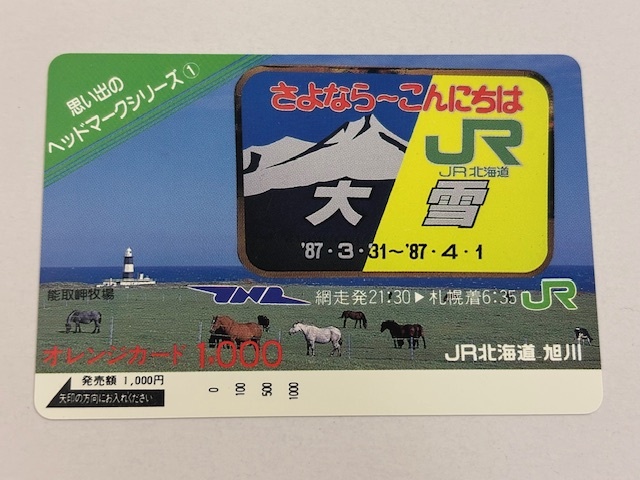 思い出の
ヘッドマークシリーズ①
さよなら〜こんにちは
JR
JR北海道
大雪
'87・3・31〜'87・4・1
能取岬牧場
網走発21:30▶札幌着6:35 JR
オレンジカード 1,000
JR北海道 旭川
発売額 1,000円
矢印の方向にお入れください
0 100 500 1000